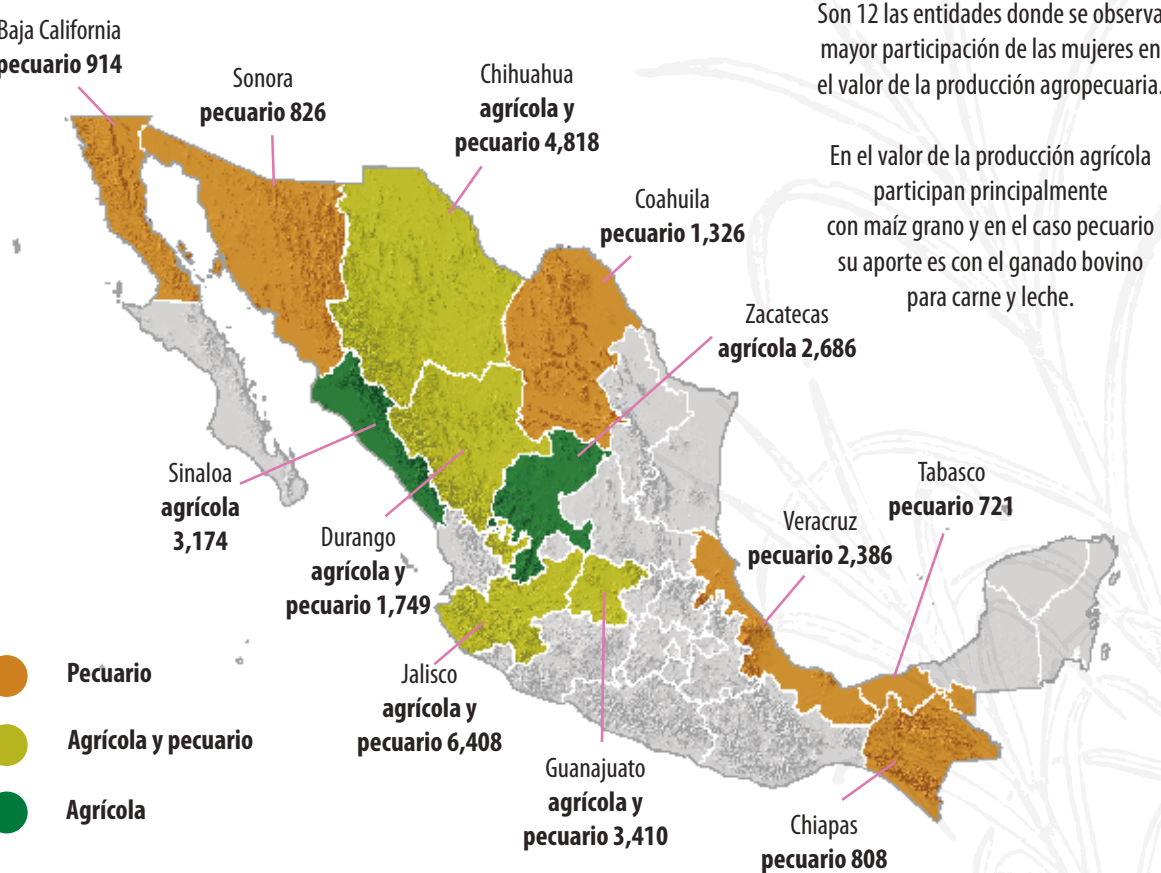 Baja California
pecuario 914
Sonora
pecuario 826
Chihuahua
agrícola y
pecuario 4,818
Son 12 las entidades donde se observa
mayor participación de las mujeres en
el valor de la producción agropecuaria.
En el valor de la producción agrícola
participan principalmente
con maíz grano y en el caso pecuario
su aporte es con el ganado bovino
para carne y leche.
Coahuila
pecuario 1,326
Zacatecas
agrícola 2,686
Sinaloa
agrícola
3,174
Durango
agrícola y
pecuario 1,749
Tabasco
pecuario 721
Veracruz
pecuario 2,386
Jalisco
agrícola y
pecuario 6,408
Guanajuato
agrícola y
pecuario 3,410
Chiapas
pecuario 808
Pecuario
Agrícola y pecuario
Agrícola